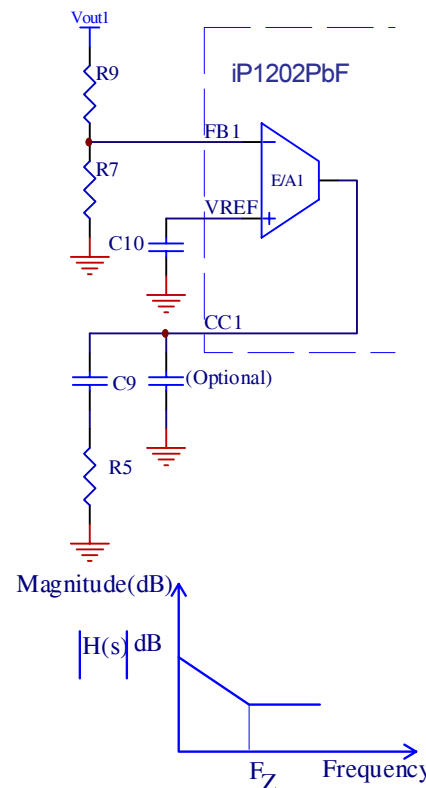 Vout1
iP1202PbF
R9
FB1
R7
E/A1
VREF
C10
CC1
C9
(Optional)
R5
Magnitude(dB)
|H(s)| dB
FZ
Frequency